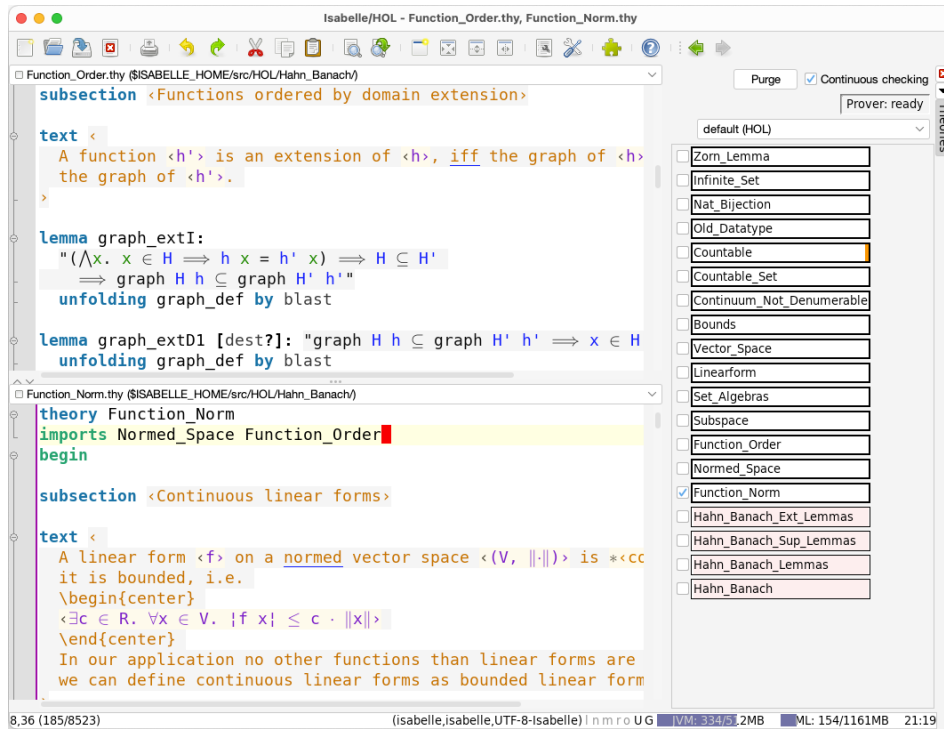 Isabelle/HOL - Function_Order.thy, Function_Norm.thy
Function_Order.thy ($ISABELLE_HOME/src/HOL/Hahn_Banach/)
subsection ‹Functions ordered by domain extension›
text ‹
A function ‹h'› is an extension of ‹h›, iff the graph of ‹h›
the graph of ‹h'›.
›
lemma graph_extI:
"(⋀x. x ∈ H ⟹ h x = h' x) ⟹ H ⊆ H'
⟹ graph H h ⊆ graph H' h'"
unfolding graph_def by blast
lemma graph_extD1 [dest?]: "graph H h ⊆ graph H' h' ⟹ x ∈ H
unfolding graph_def by blast
Function_Norm.thy ($ISABELLE_HOME/src/HOL/Hahn_Banach/)
theory Function_Norm
imports Normed_Space Function_Order
begin
subsection ‹Continuous linear forms›
text ‹
A linear form ‹f› on a normed vector space ‹(V, ∥·∥)› is *‹co
it is bounded, i.e.
\begin{center}
‹∃c ∈ R. ∀x ∈ V. ¦f x¦ ≤ c · ∥x∥›
\end{center}
In our application no other functions than linear forms are
we can define continuous linear forms as bounded linear form
8,36 (185/8523)
(isabelle,isabelle,UTF-8-Isabelle) l n m r o U G
JVM: 334/512MB
ML: 154/1161MB
21:19
Purge
Continuous checking
Prover: ready
default (HOL)
Theories
Zorn_Lemma
Infinite_Set
Nat_Bijection
Old_Datatype
Countable
Countable_Set
Continuum_Not_Denumerable
Bounds
Vector_Space
Linearform
Set_Algebras
Subspace
Function_Order
Normed_Space
Function_Norm
Hahn_Banach_Ext_Lemmas
Hahn_Banach_Sup_Lemmas
Hahn_Banach_Lemmas
Hahn_Banach